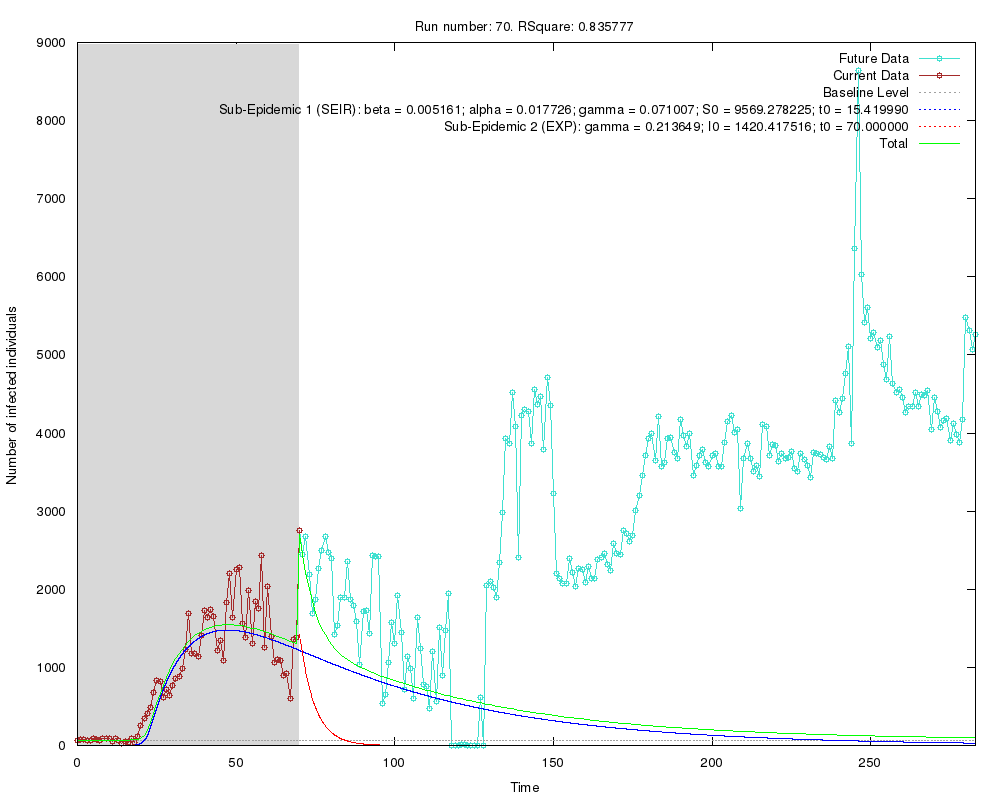 Run number: 70. RSquare: 0.835777
Future Data
Current Data
Baseline Level
Sub-Epidemic 1 (SEIR): beta = 0.005161; alpha = 0.017726; gamma = 0.071007; S0 = 9569.278225; t0 = 15.419990
Sub-Epidemic 2 (EXP): gamma = 0.213649; I0 = 1420.417516; t0 = 70.000000
Total
9000
8000
7000
6000
5000
4000
3000
2000
1000
0
Number of infected individuals
0 50 100 150 200 250
Time